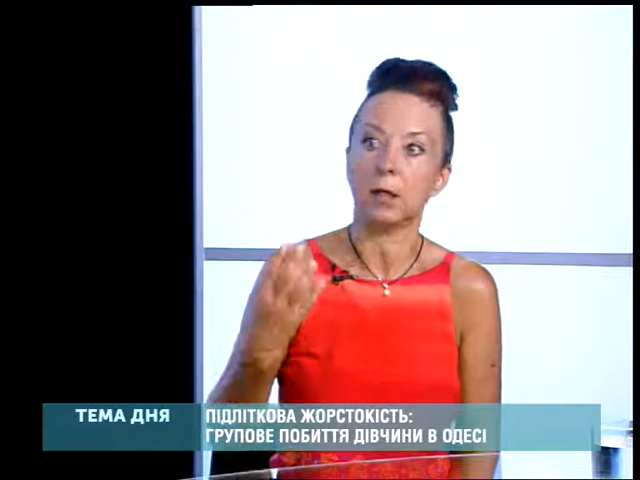 ТЕМА ДНЯ
ПІДЛІТКОВА ЖОРСТОКІСТЬ:
ГРУПОВЕ ПОБИТТЯ ДІВЧИНИ В ОДЕСІ